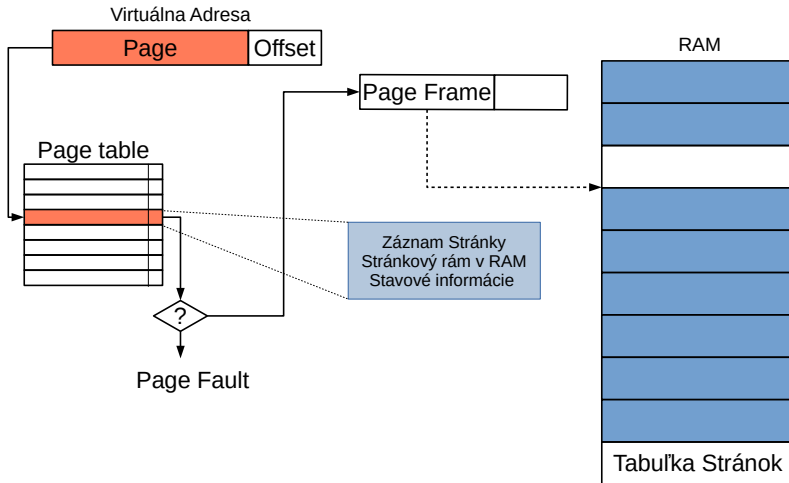 Virtuálna Adresa
Page
Offset
RAM
Page Frame
Page table
Záznam Stránky
Stránkový rám v RAM
Stavové informácie
?
Page Fault
Tabuľka Stránok